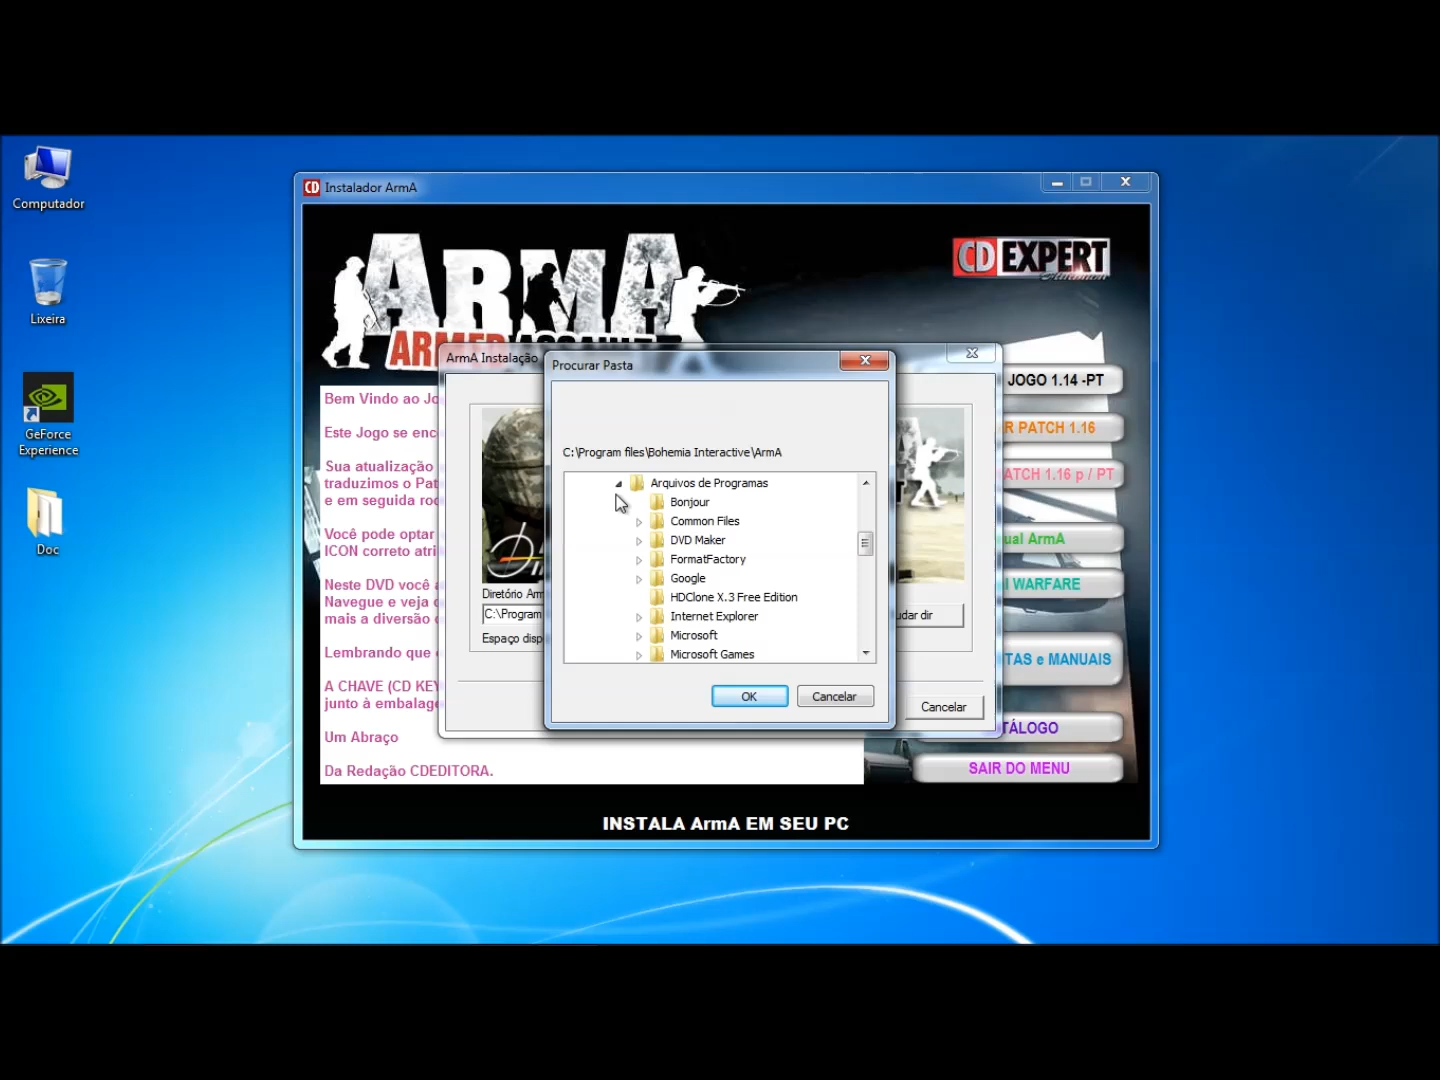 Computador
Lixeira
GeForce
Experience
Doc
CD Instalador ArmA
ARMA
CD EXPERT
ArmA Instalação
Procurar Pasta
C:\Program files\Bohemia Interactive\ArmA
Arquivos de Programas
Bonjour
Common Files
DVD Maker
FormatFactory
Google
HDClone X.3 Free Edition
Internet Explorer
Microsoft
Microsoft Games
OK
Cancelar
Bem Vindo ao Jo
Este Jogo se enc
Sua atualização
traduzimos o Pat
e em seguida rod
Você pode optar
ICON correto atri
Neste DVD você
Navegue e veja
mais a diversão
Lembrando que
A CHAVE (CD KEY
junto à embalage
Um Abraço
Da Redação CDEDITORA.
Diretório Arm
C:\Program
Espaço disp
udar dir
Cancelar
JOGO 1.14 -PT
R PATCH 1.16
ATCH 1.16 p / PT
ual ArmA
I WARFARE
TAS e MANUAIS
TÁLOGO
SAIR DO MENU
INSTALA ArmA EM SEU PC